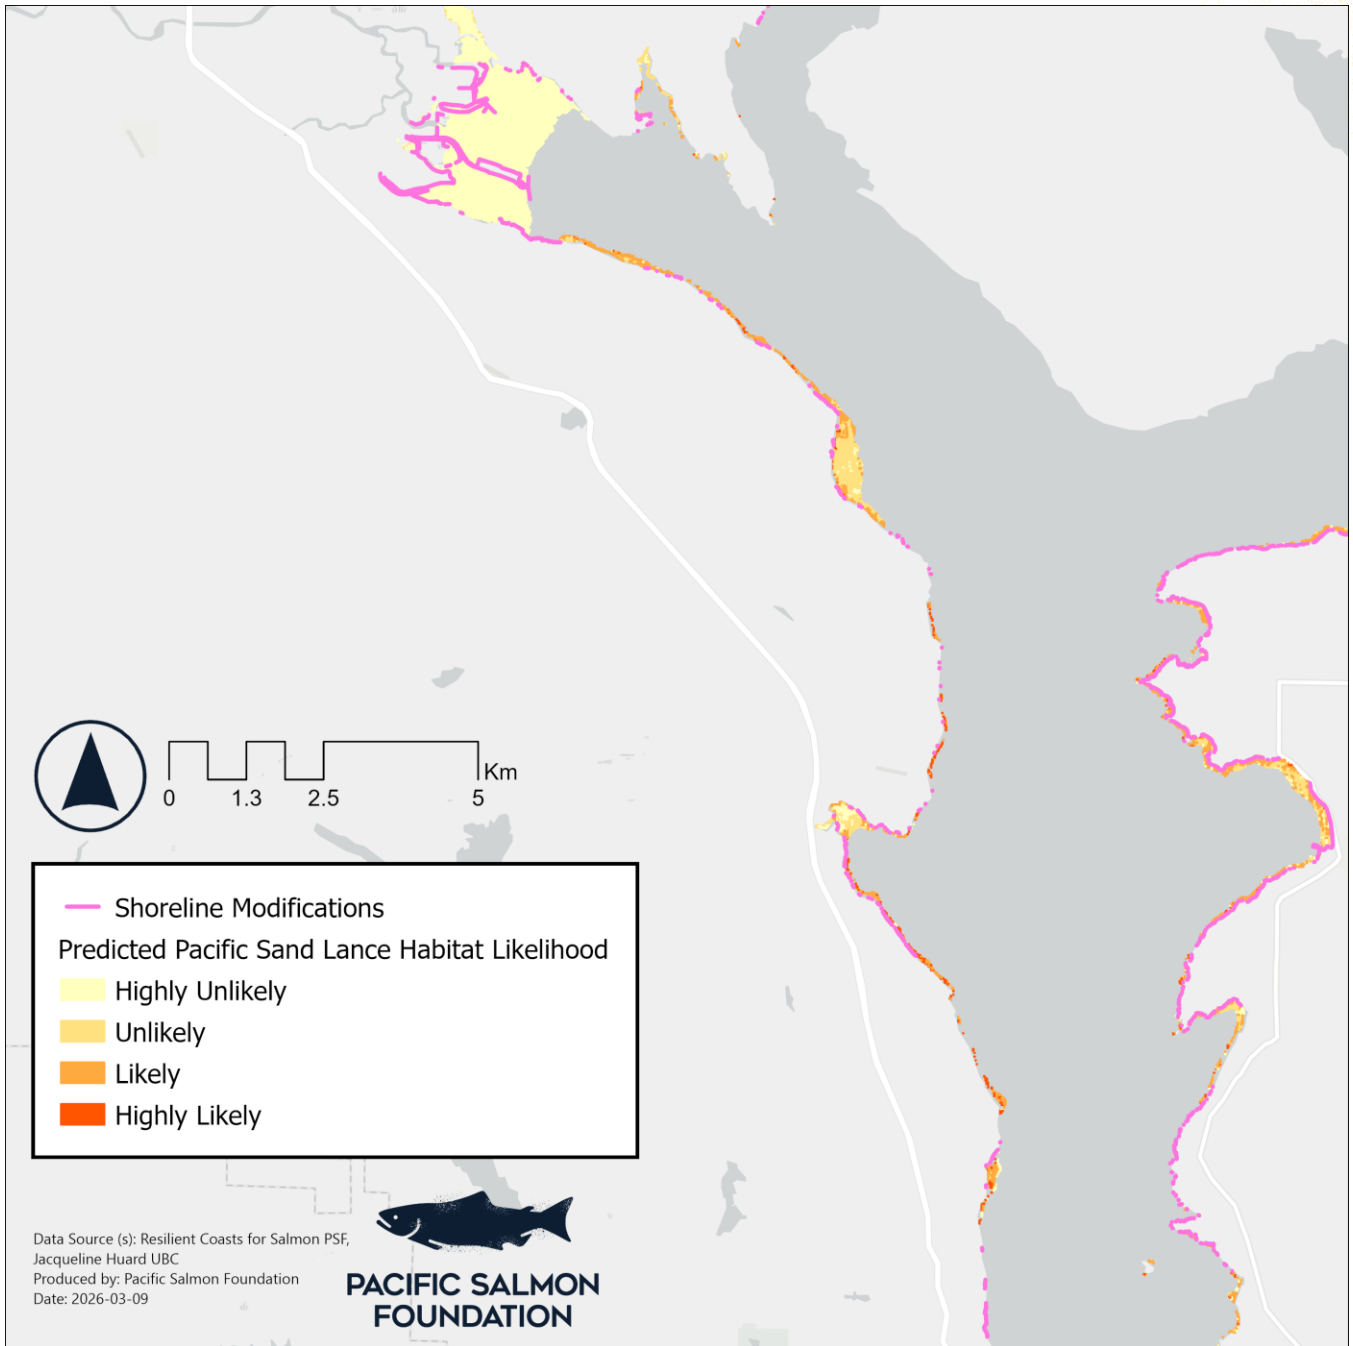 Km
0 1.3 2.5 5
Shoreline Modifications
Predicted Pacific Sand Lance Habitat Likelihood
Highly Unlikely
Unlikely
Likely
Highly Likely
Data Source (s): Resilient Coasts for Salmon PSF,
Jacqueline Huard UBC
Produced by: Pacific Salmon Foundation
Date: 2026-03-09
PACIFIC SALMON
FOUNDATION